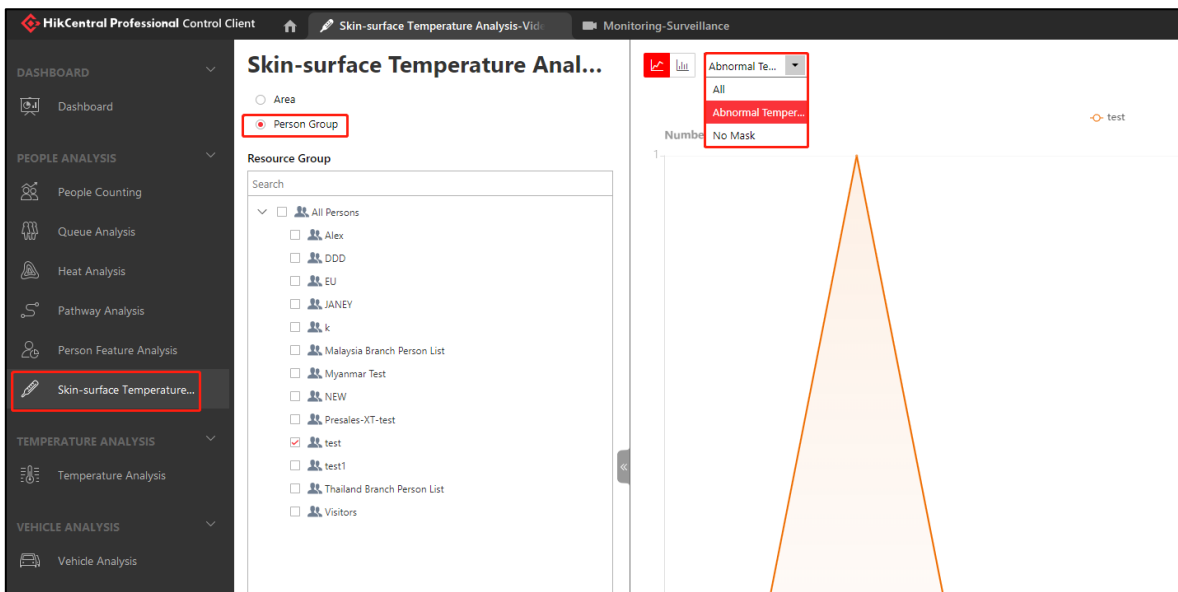 HikCentral Professional Control Client
Skin-surface Temperature Analysis-Vide
Monitoring-Surveillance
DASHBOARD
Dashboard
PEOPLE ANALYSIS
People Counting
Queue Analysis
Heat Analysis
Pathway Analysis
Person Feature Analysis
Skin-surface Temperature...
TEMPERATURE ANALYSIS
Temperature Analysis
VEHICLE ANALYSIS
Vehicle Analysis
Skin-surface Temperature Anal...
Area
Person Group
Resource Group
Search
All Persons
Alex
DDD
EU
JANEY
k
Malaysia Branch Person List
Myanmar Test
NEW
Presales-XT-test
test
test1
Thailand Branch Person List
Visitors
Abnormal Te...
All
Abnormal Temper...
No Mask
test
Numbe
1